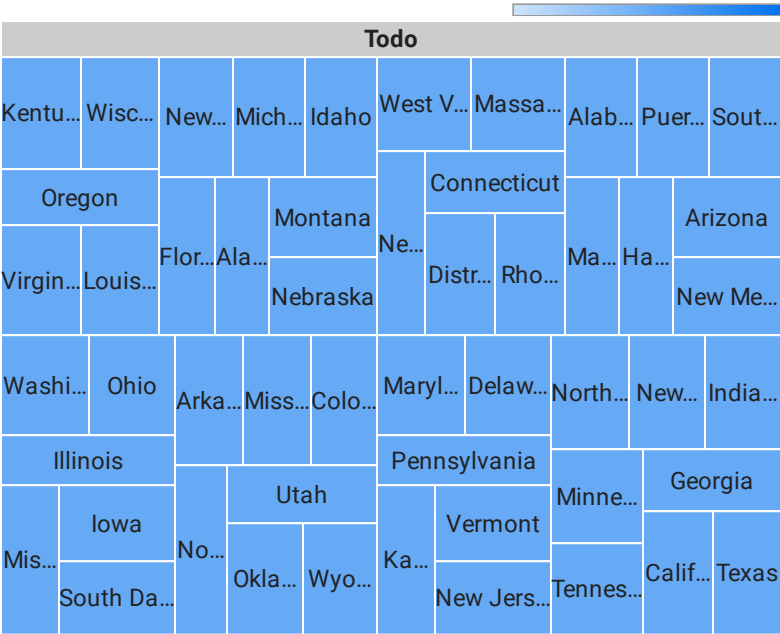 Todo
Kentu...
Wisc...
New...
Mich...
Idaho
West V...
Massa...
Alab...
Puer...
Sout...
Oregon
Connecticut
Montana
Arizona
Virgin...
Louis...
Flor...
Ala...
Nebraska
Ne...
Distr...
Rho...
Ma...
Ha...
New Me...
Washi...
Ohio
Arka...
Miss...
Colo...
Maryl...
Delaw...
North...
New...
India...
Illinois
Pennsylvania
Utah
Minne...
Georgia
Mis...
Iowa
South Da...
No...
Okla...
Wyo...
Ka...
Vermont
New Jers...
Tennes...
Calif...
Texas